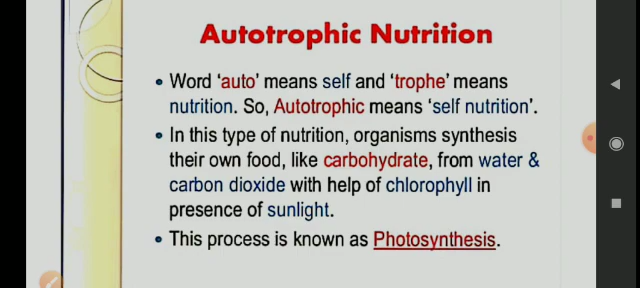 Autotrophic Nutrition
• Word ‘auto’ means self and ‘trophe’ means
nutrition. So, Autotrophic means ‘self nutrition’.
• In this type of nutrition, organisms synthesis
their own food, like carbohydrate, from water &
carbon dioxide with help of chlorophyll in
presence of sunlight.
• This process is known as Photosynthesis.